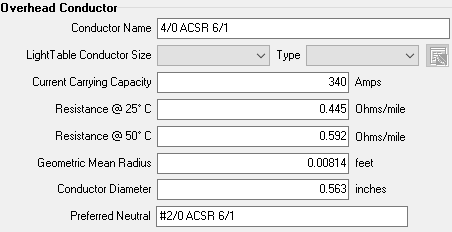 Overhead Conductor
Conductor Name 4/0 ACSR 6/1
LightTable Conductor Size Type
Current Carrying Capacity 340 Amps
Resistance @ 25° C 0.445 Ohms/mile
Resistance @ 50° C 0.592 Ohms/mile
Geometric Mean Radius 0.00814 feet
Conductor Diameter 0.563 inches
Preferred Neutral #2/0 ACSR 6/1